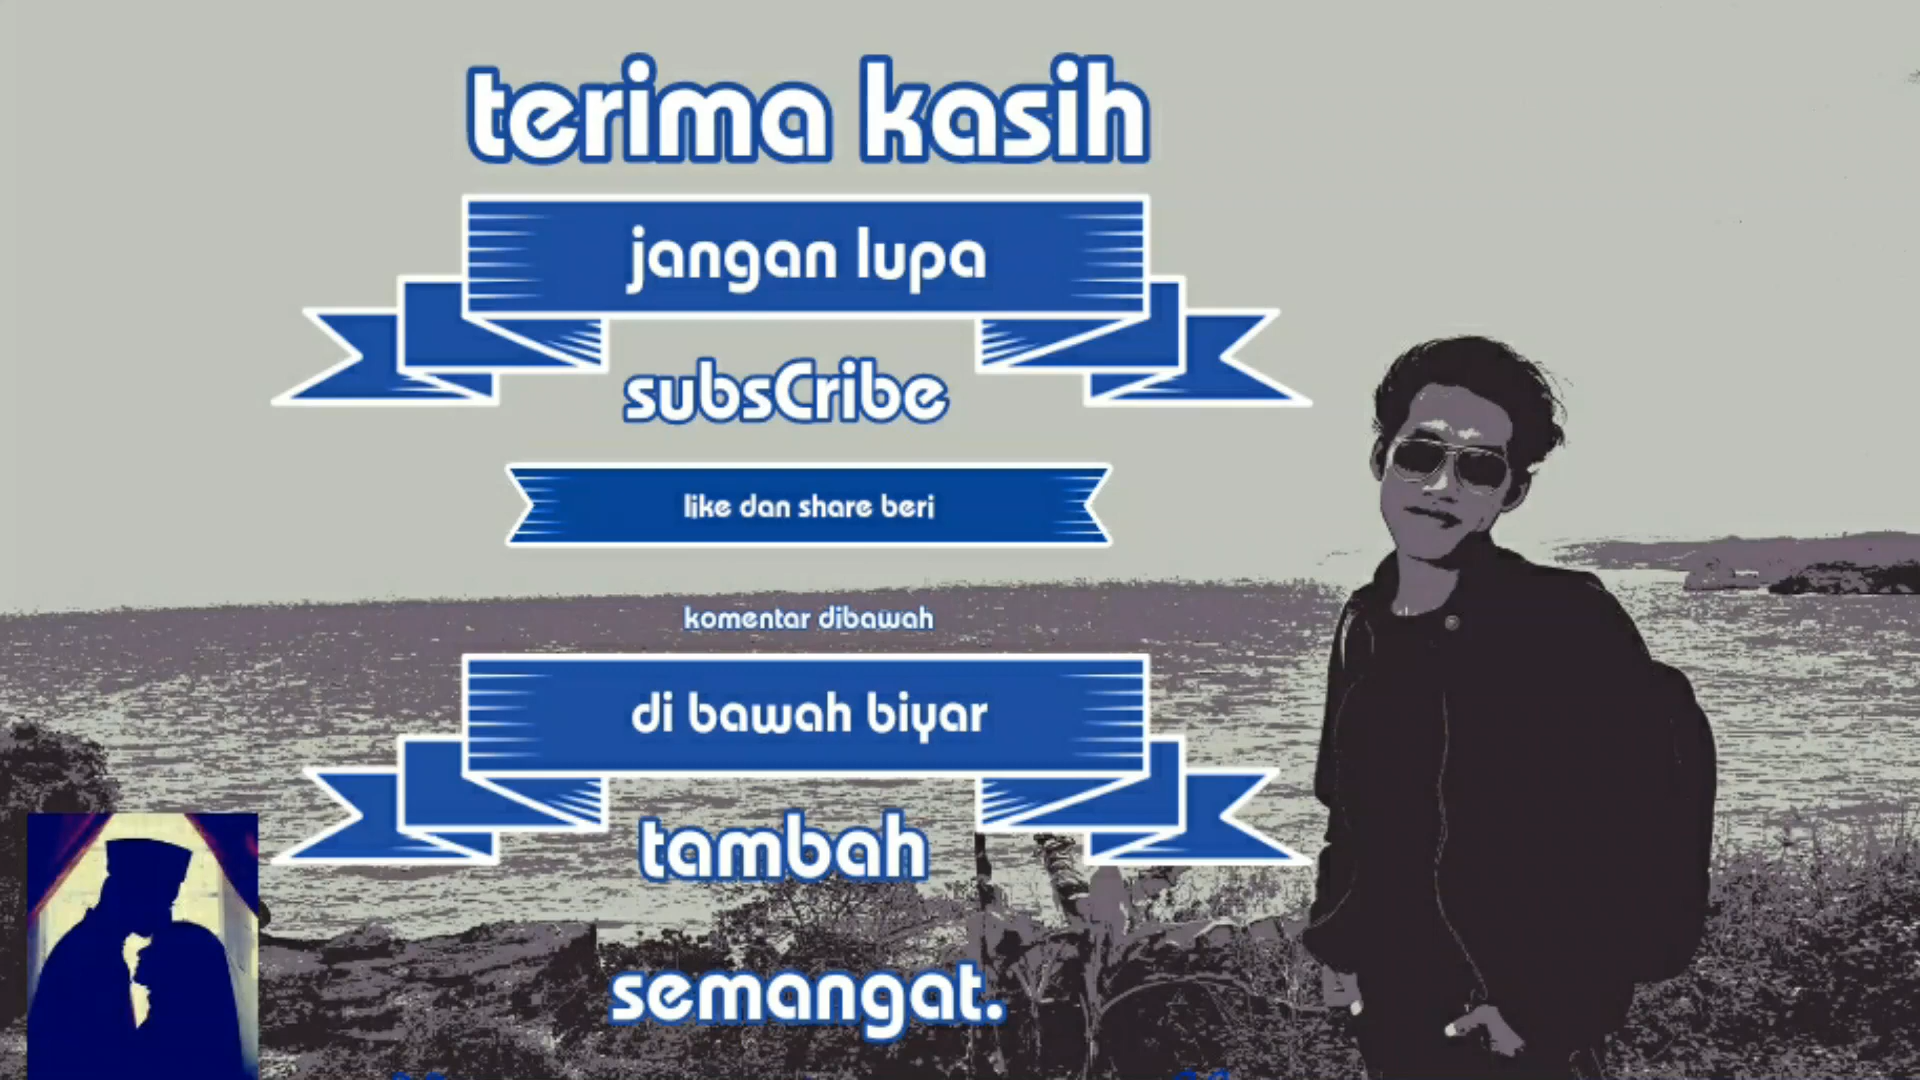 terima kasih
jangan lupa
subsCribe
like dan share beri
komentar dibawah
di bawah biyar
tambah
semangat.